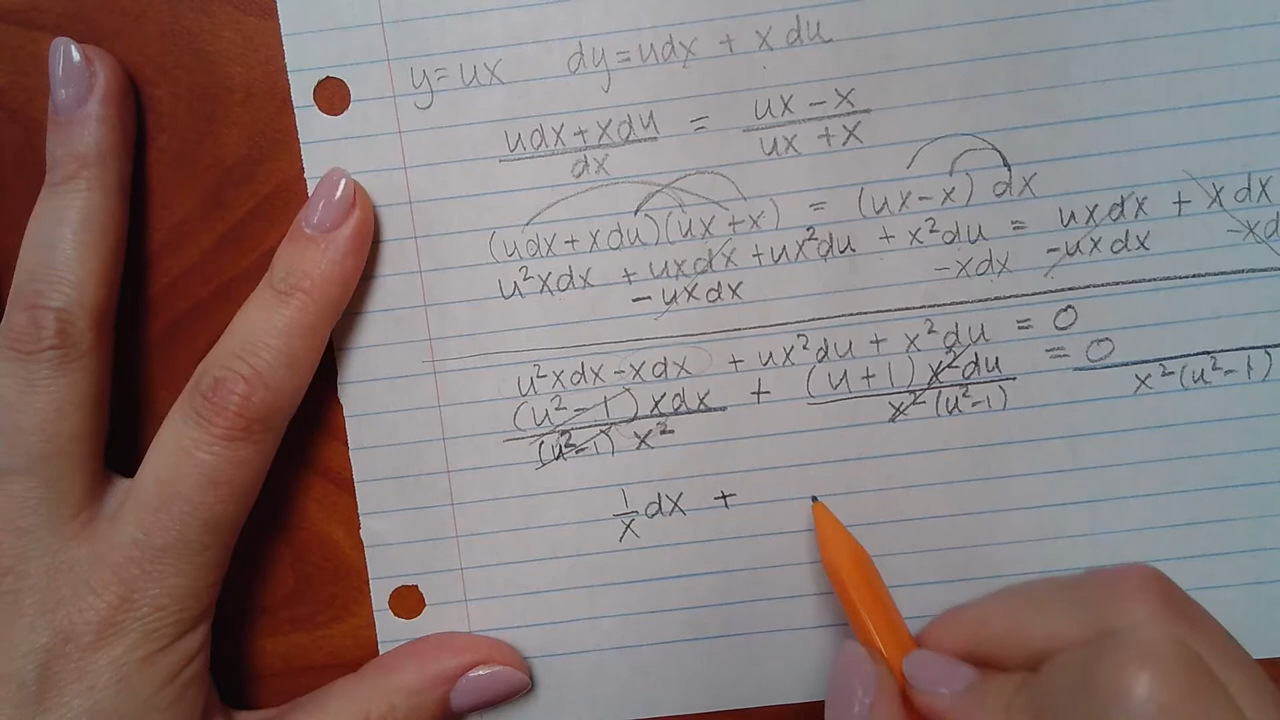 y=ux dy=udx + xdu
udx+xdu/dx = ux-x/ux+x
(udx+xdu)(ux+x) = (ux-x) dx
u²xdx + uxdx + ux²du + x²du = uxdx + xdx
-uxdx -xdx -uxdx
u²xdx-xdx + ux²du + x²du = 0
(u²-1)xdx/(u²-1) x² + (u+1) x²du/x²(u²-1) = 0/x²(u²-1)
1/x dx +